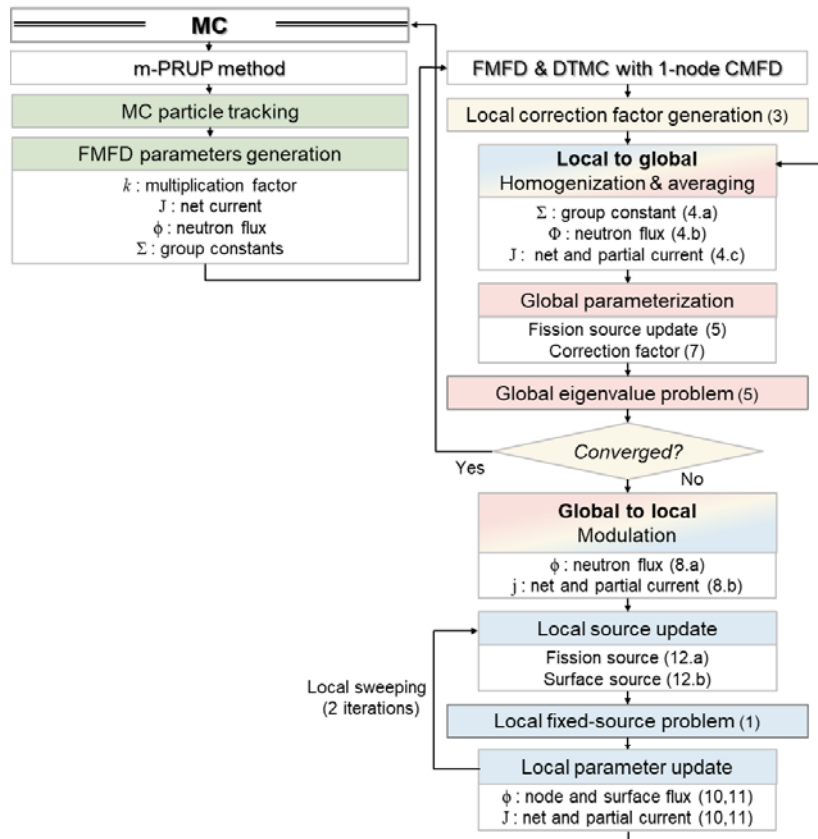 MC
m-PRUP method
MC particle tracking
FMFD parameters generation
k : multiplication factor
J : net current
ϕ : neutron flux
Σ : group constants
FMFD & DTMC with 1-node CMFD
Local correction factor generation (3)
Local to global
Homogenization & averaging
Σ : group constant (4.a)
Φ : neutron flux (4.b)
J : net and partial current (4.c)
Global parameterization
Fission source update (5)
Correction factor (7)
Global eigenvalue problem (5)
Converged?
Yes
No
Global to local
Modulation
ϕ : neutron flux (8.a)
j : net and partial current (8.b)
Local source update
Fission source (12.a)
Surface source (12.b)
Local sweeping
(2 iterations)
Local fixed-source problem (1)
Local parameter update
ϕ : node and surface flux (10,11)
J : net and partial current (10,11)